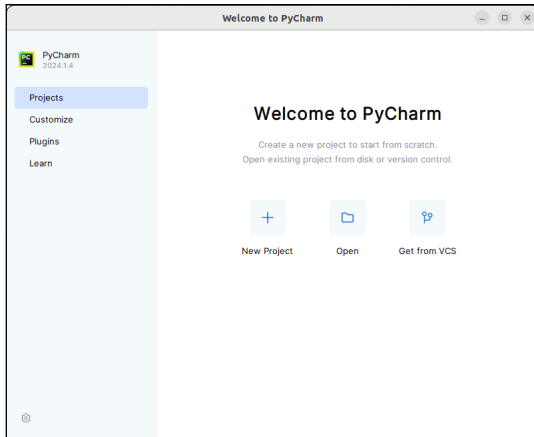 Welcome to PyCharm
PC
PyCharm
2024.1.4
Projects
Customize
Plugins
Learn
Welcome to PyCharm
Create a new project to start from scratch.
Open existing project from disk or version control.
New Project
Open
Get from VCS